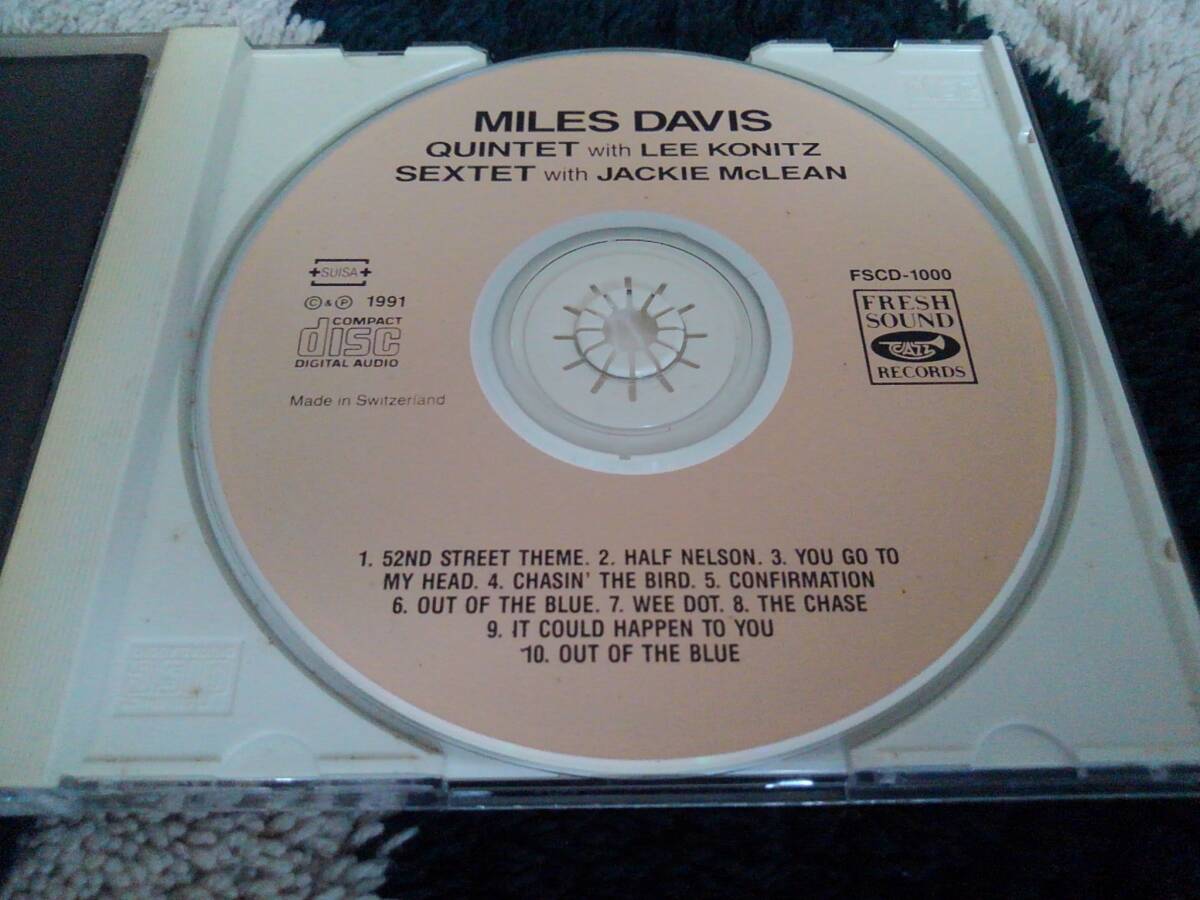 MILES DAVIS
QUINTET with LEE KONITZ
SEXTET with JACKIE McLEAN
+SUISA+
© & ℗ 1991
COMPACT
disc
DIGITAL AUDIO
Made in Switzerland
FSCD-1000
FRESH
SOUND
JAZZ
RECORDS
1. 52ND STREET THEME. 2. HALF NELSON. 3. YOU GO TO
MY HEAD. 4. CHASIN' THE BIRD. 5. CONFIRMATION
6. OUT OF THE BLUE. 7. WEE DOT. 8. THE CHASE
9. IT COULD HAPPEN TO YOU
10. OUT OF THE BLUE